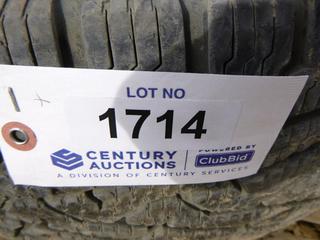 LOT NO
1714
CENTURY AUCTIONS
POWERED BY
ClubBid
A DIVISION OF CENTURY SERVICES